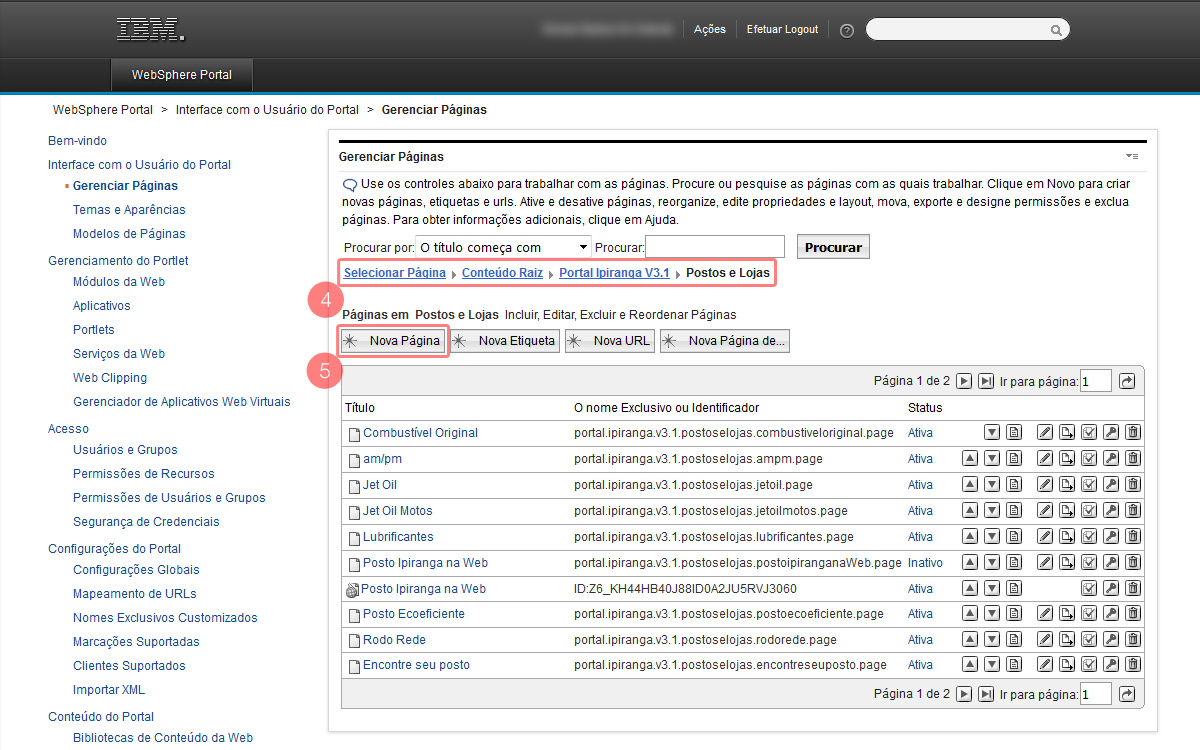 IBM.
Ações
Efetuar Logout
?
WebSphere Portal
WebSphere Portal > Interface com o Usuário do Portal > Gerenciar Páginas
Bem-vindo
Interface com o Usuário do Portal
Gerenciar Páginas
Temas e Aparências
Modelos de Páginas
Gerenciamento do Portlet
Módulos da Web
Aplicativos
Portlets
Serviços da Web
Web Clipping
Gerenciador de Aplicativos Web Virtuais
Acesso
Usuários e Grupos
Permissões de Recursos
Permissões de Usuários e Grupos
Segurança de Credenciais
Configurações do Portal
Configurações Globais
Mapeamento de URLs
Nomes Exclusivos Customizados
Marcações Suportadas
Clientes Suportados
Importar XML
Conteúdo do Portal
Bibliotecas de Conteúdo da Web
Gerenciar Páginas
Use os controles abaixo para trabalhar com as páginas. Procure ou pesquise as páginas com as quais trabalhar. Clique em Novo para criar
novas páginas, etiquetas e urls. Ative e desative páginas, reorganize, edite propriedades e layout, mova, exporte e designe permissões e exclua
páginas. Para obter informações adicionais, clique em Ajuda.
Procurar por: O título começa com Procurar: Procurar
Selecionar Página Conteúdo Raiz Portal Ipiranga V3.1 Postos e Lojas
4
Páginas em Postos e Lojas Incluir, Editar, Excluir e Reordenar Páginas
Nova Página Nova Etiqueta Nova URL Nova Página de...
5
Página 1 de 2 Ir para página: 1
Título O nome Exclusivo ou Identificador Status
Combustível Original portal.ipiranga.v3.1.postoselojas.combustiveloriginal.page Ativa
am/pm portal.ipiranga.v3.1.postoselojas.ampm.page Ativa
Jet Oil portal.ipiranga.v3.1.postoselojas.jetoil.page Ativa
Jet Oil Motos portal.ipiranga.v3.1.postoselojas.jetoilmotos.page Ativa
Lubrificantes portal.ipiranga.v3.1.postoselojas.lubrificantes.page Ativa
Posto Ipiranga na Web portal.ipiranga.v3.1.postoselojas.postoipiranganaWeb.page Inativo
Posto Ipiranga na Web ID:Z6_KH44HB40J88ID0A2JU5RVJ3060 Ativa
Posto Ecoeficiente portal.ipiranga.v3.1.postoselojas.postoecoeficiente.page Ativa
Rodo Rede portal.ipiranga.v3.1.postoselojas.rodorede.page Ativa
Encontre seu posto portal.ipiranga.v3.1.postoselojas.encontreseuposto.page Ativa
Página 1 de 2 Ir para página: 1